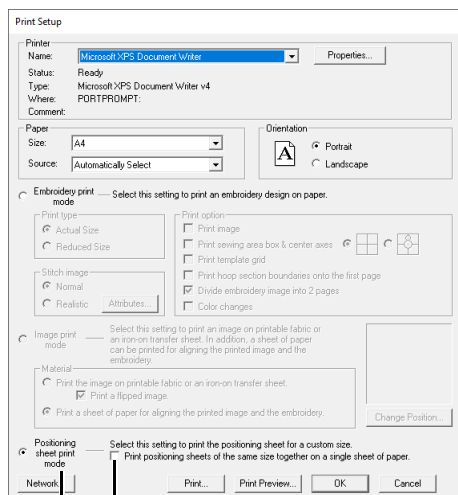 Print Setup
Printer
Name: Microsoft XPS Document Writer Properties...
Status: Ready
Type: Microsoft XPS Document Writer v4
Where: PORTPROMPT:
Comment:
Paper
Size: A4
Source: Automatically Select
Orientation
A
Portrait
Landscape
Embroidery print mode
Select this setting to print an embroidery design on paper.
Print type
Actual Size
Reduced Size
Stitch image
Normal
Realistic Attributes...
Print option
Print image
Print sewing area box & center axes
Print template grid
Print hoop section boundaries onto the first page
Divide embroidery image into 2 pages
Color changes
Image print mode
Select this setting to print an image on printable fabric or
an iron-on transfer sheet. In addition, a sheet of paper
can be printed for aligning the printed image and the
embroidery.
Material
Print the image on printable fabric or an iron-on transfer sheet.
Print a flipped image.
Print a sheet of paper for aligning the printed image and the embroidery.
Change Position...
Positioning
sheet print
mode
Select this setting to print the positioning sheet for a custom size.
Print positioning sheets of the same size together on a single sheet of paper.
Network... Print... Print Preview... OK Cancel